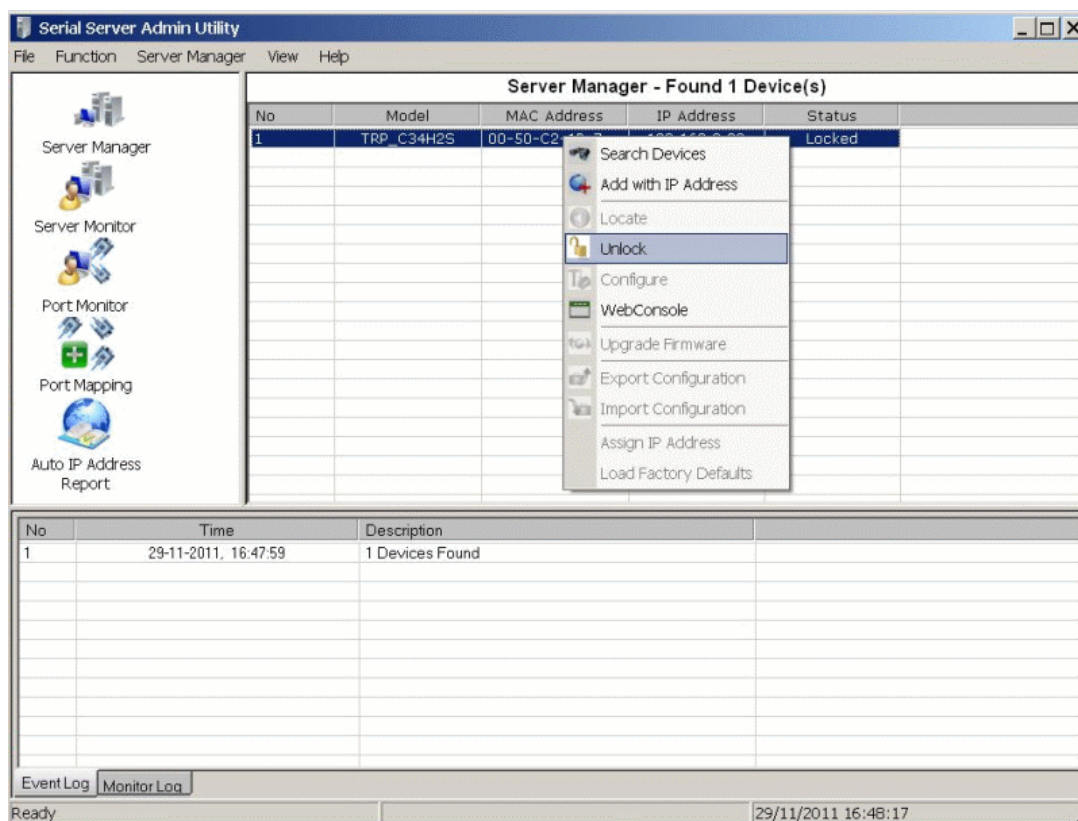 Serial Server Admin Utility
File Function Server Manager View Help
Server Manager - Found 1 Device(s)
No Model MAC Address IP Address Status
1 TRP_C34H2S 00-50-C2 Locked
Server Manager
Server Monitor
Port Monitor
Port Mapping
Auto IP Address
Report
Search Devices
Add with IP Address
Locate
Unlock
Configure
WebConsole
Upgrade Firmware
Export Configuration
Import Configuration
Assign IP Address
Load Factory Defaults
No Time Description
1 29-11-2011, 16:47:59 1 Devices Found
Event Log Monitor Log
Ready 29/11/2011 16:48:17